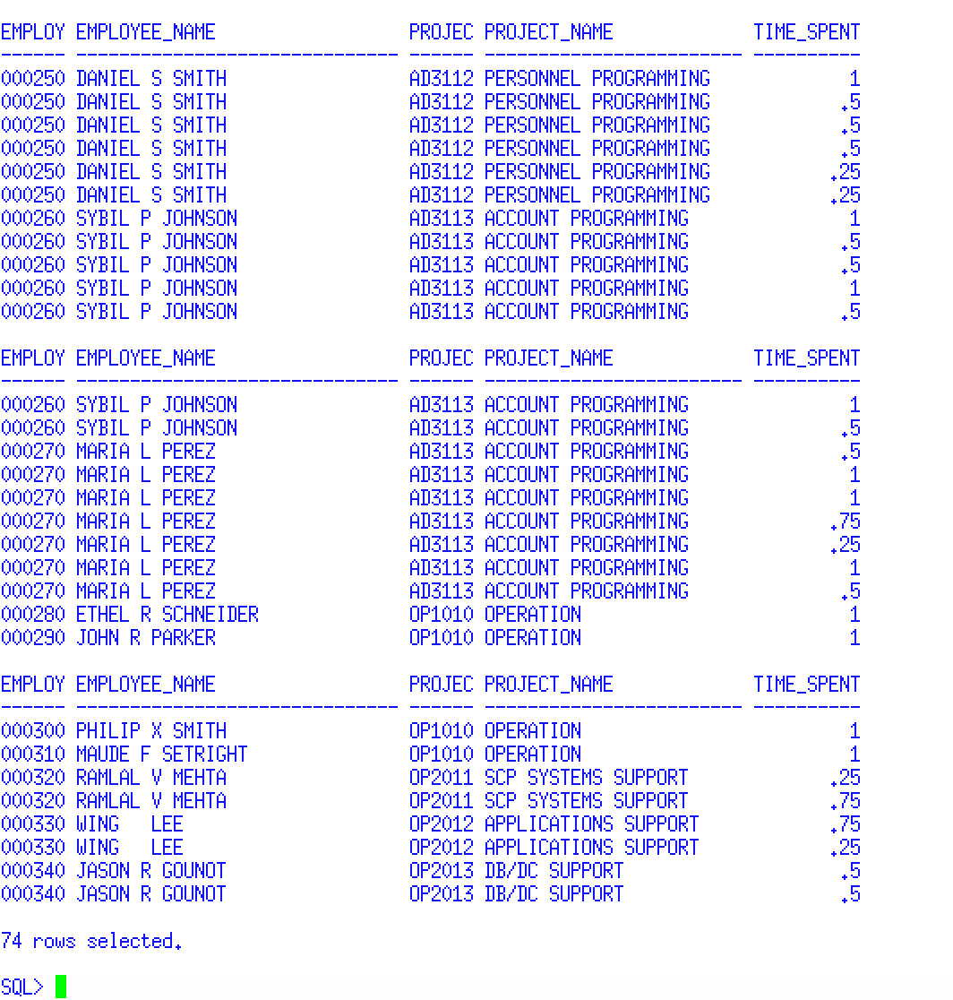 EMPLOY EMPLOYEE_NAME                  PROJEC PROJECT_NAME             TIME_SPENT
------ ------------------------------ ------ ------------------------ ----------
000250 DANIEL S SMITH                 AD3112 PERSONNEL PROGRAMMING             1
000250 DANIEL S SMITH                 AD3112 PERSONNEL PROGRAMMING            .5
000250 DANIEL S SMITH                 AD3112 PERSONNEL PROGRAMMING            .5
000250 DANIEL S SMITH                 AD3112 PERSONNEL PROGRAMMING            .5
000250 DANIEL S SMITH                 AD3112 PERSONNEL PROGRAMMING           .25
000250 DANIEL S SMITH                 AD3112 PERSONNEL PROGRAMMING           .25
000260 SYBIL P JOHNSON                AD3113 ACCOUNT PROGRAMMING               1
000260 SYBIL P JOHNSON                AD3113 ACCOUNT PROGRAMMING              .5
000260 SYBIL P JOHNSON                AD3113 ACCOUNT PROGRAMMING              .5
000260 SYBIL P JOHNSON                AD3113 ACCOUNT PROGRAMMING               1
000260 SYBIL P JOHNSON                AD3113 ACCOUNT PROGRAMMING              .5

EMPLOY EMPLOYEE_NAME                  PROJEC PROJECT_NAME             TIME_SPENT
------ ------------------------------ ------ ------------------------ ----------
000260 SYBIL P JOHNSON                AD3113 ACCOUNT PROGRAMMING               1
000260 SYBIL P JOHNSON                AD3113 ACCOUNT PROGRAMMING              .5
000270 MARIA L PEREZ                  AD3113 ACCOUNT PROGRAMMING              .5
000270 MARIA L PEREZ                  AD3113 ACCOUNT PROGRAMMING               1
000270 MARIA L PEREZ                  AD3113 ACCOUNT PROGRAMMING               1
000270 MARIA L PEREZ                  AD3113 ACCOUNT PROGRAMMING             .75
000270 MARIA L PEREZ                  AD3113 ACCOUNT PROGRAMMING             .25
000270 MARIA L PEREZ                  AD3113 ACCOUNT PROGRAMMING               1
000270 MARIA L PEREZ                  AD3113 ACCOUNT PROGRAMMING              .5
000280 ETHEL R SCHNEIDER              OP1010 OPERATION                         1
000290 JOHN R PARKER                  OP1010 OPERATION                         1

EMPLOY EMPLOYEE_NAME                  PROJEC PROJECT_NAME             TIME_SPENT
------ ------------------------------ ------ ------------------------ ----------
000300 PHILIP X SMITH                 OP1010 OPERATION                         1
000310 MAUDE F SETRIGHT               OP1010 OPERATION                         1
000320 RAMLAL V MEHTA                 OP2011 SCP SYSTEMS SUPPORT             .25
000320 RAMLAL V MEHTA                 OP2011 SCP SYSTEMS SUPPORT             .75
000330 WING   LEE                     OP2012 APPLICATIONS SUPPORT            .75
000330 WING   LEE                     OP2012 APPLICATIONS SUPPORT            .25
000340 JASON R GOUNOT                 OP2013 DB/DC SUPPORT                    .5
000340 JASON R GOUNOT                 OP2013 DB/DC SUPPORT                    .5

74 rows selected.

SQL>